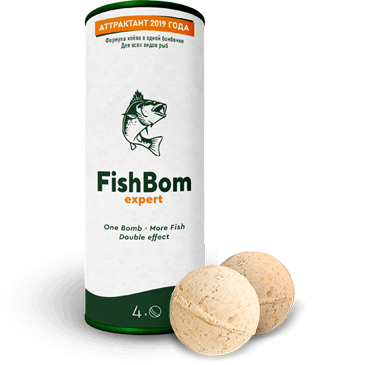 АТТРАКТАНТ 2019 ГОДА
Формула клёва в одной бомбочке
Для всех видов рыб
FishBom
expert
One Bomb - More Fish
Double effect
4.